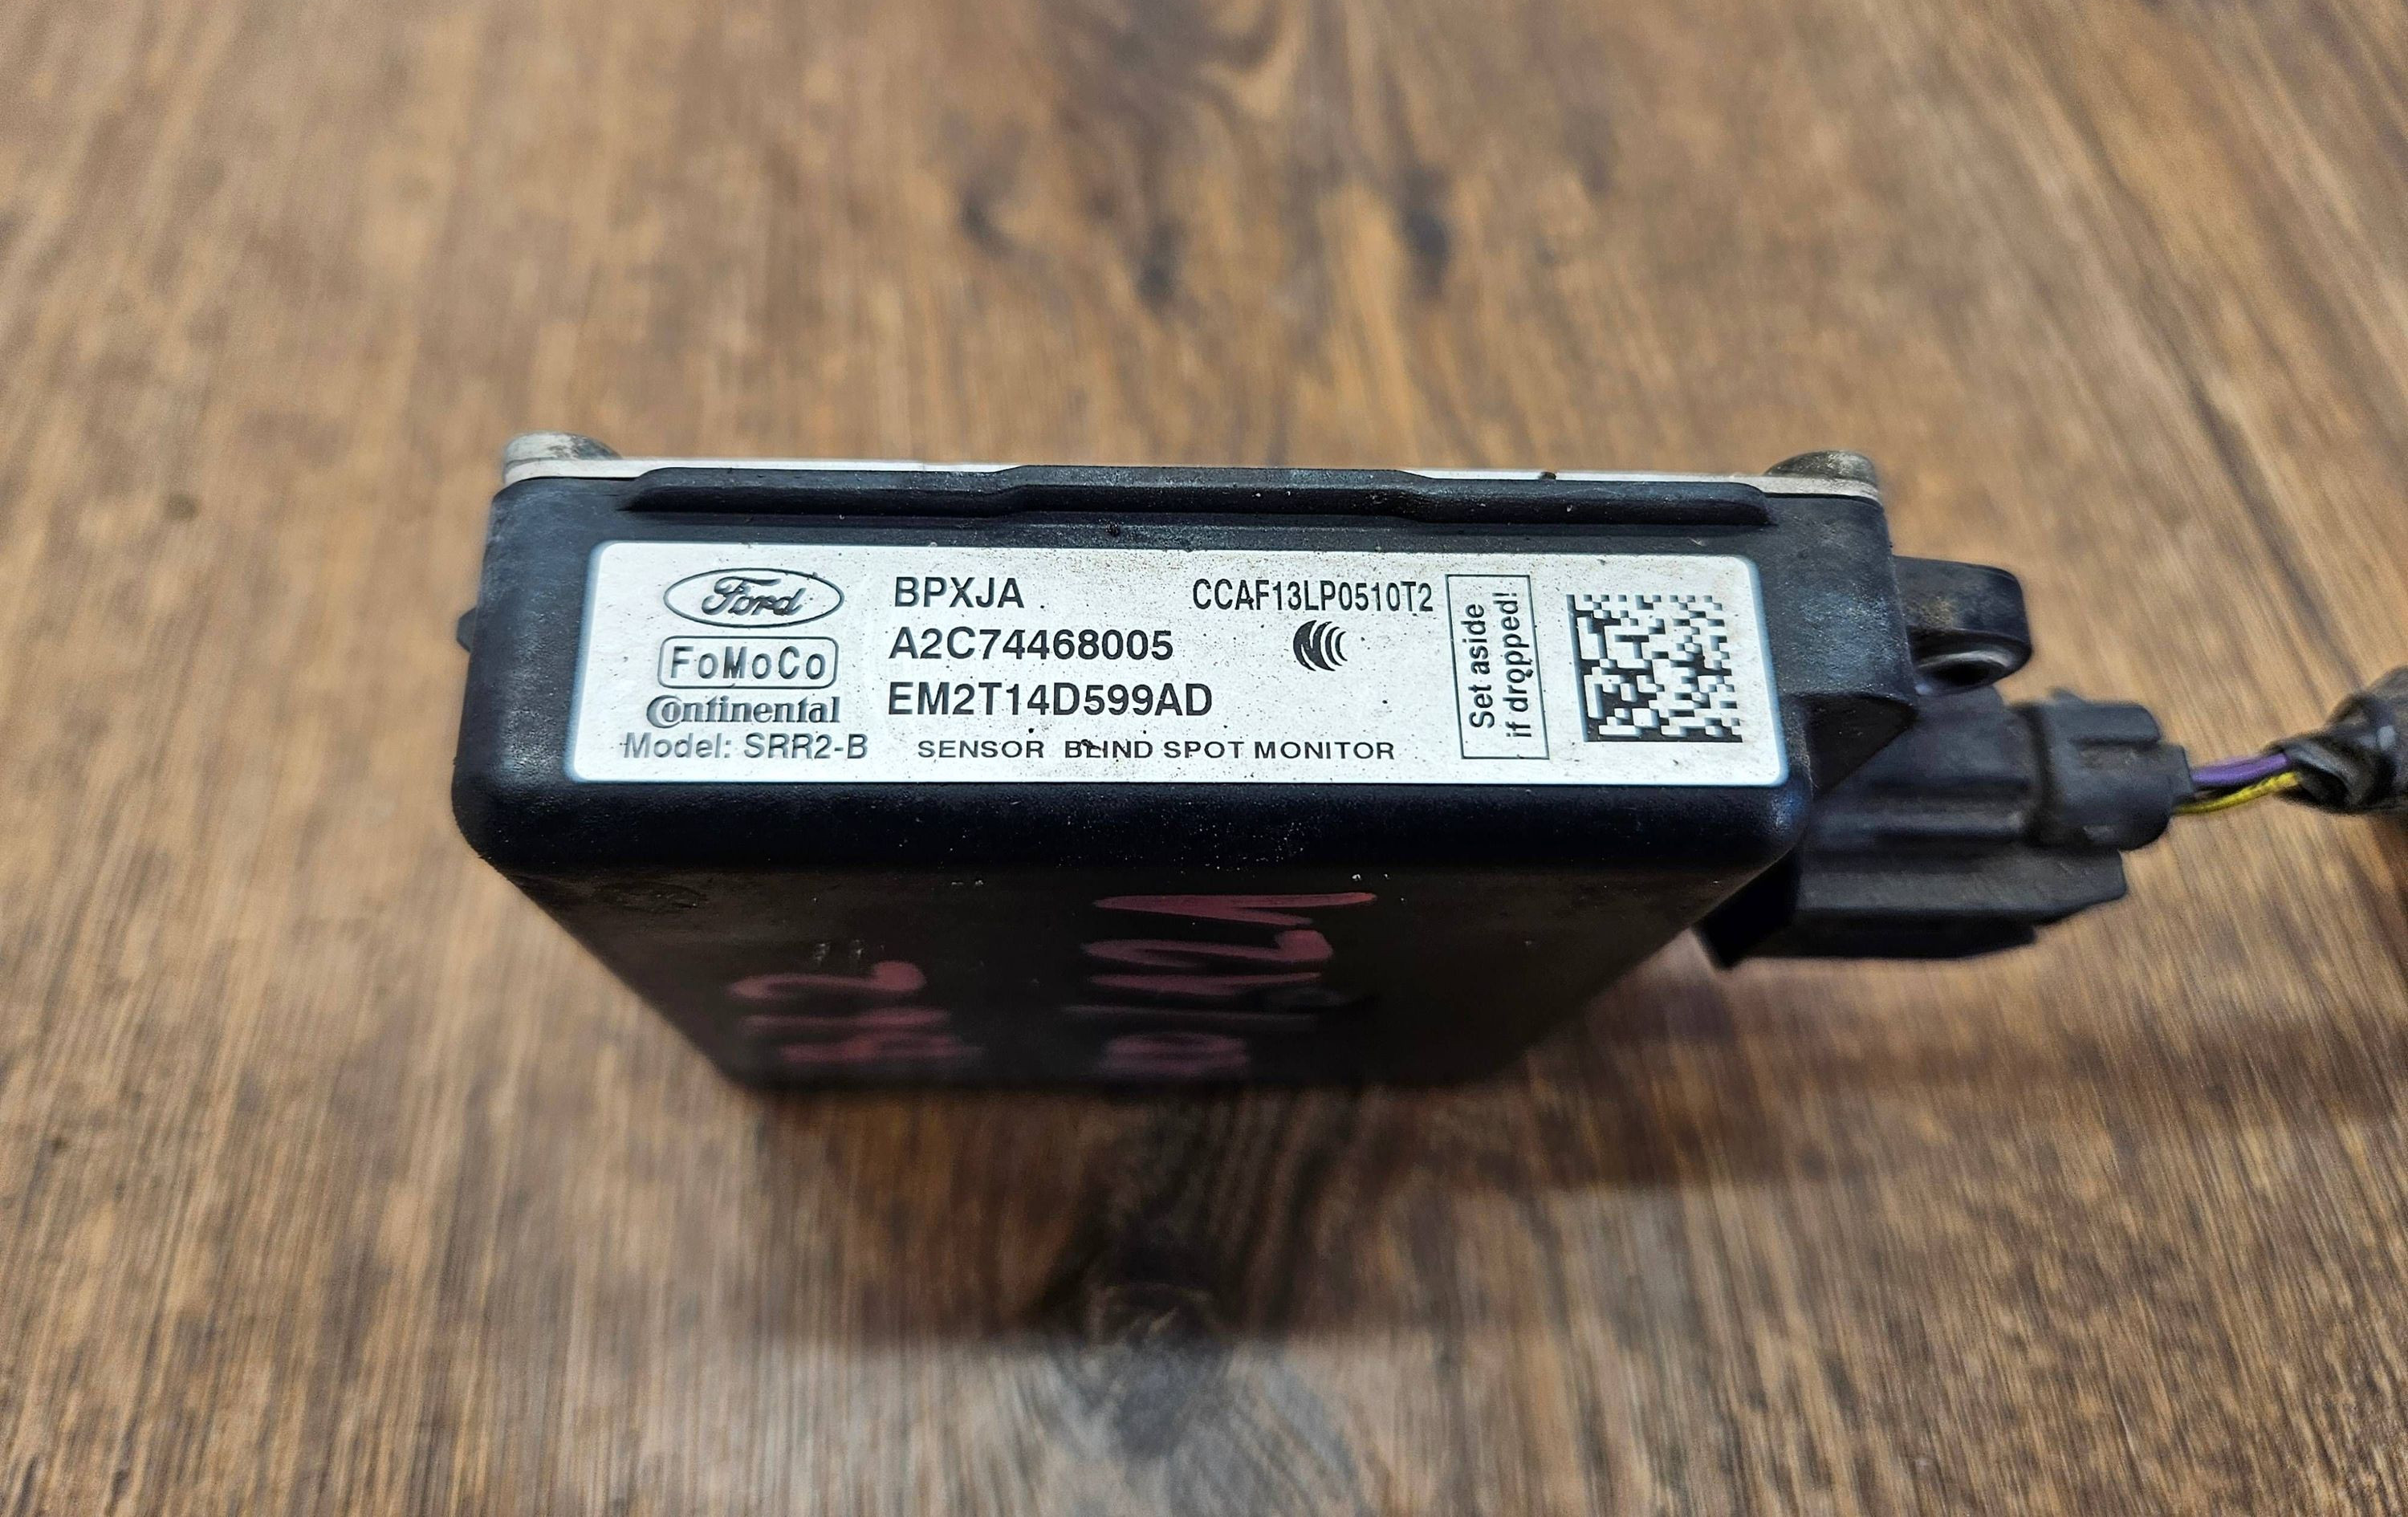 Ford
BPXJA
CCAF13LP0510T2
FoMoCo
A2C74468005
Continental
EM2T14D599AD
Model: SRR2-B
SENSOR BLIND SPOT MONITOR
Set aside
if dropped!